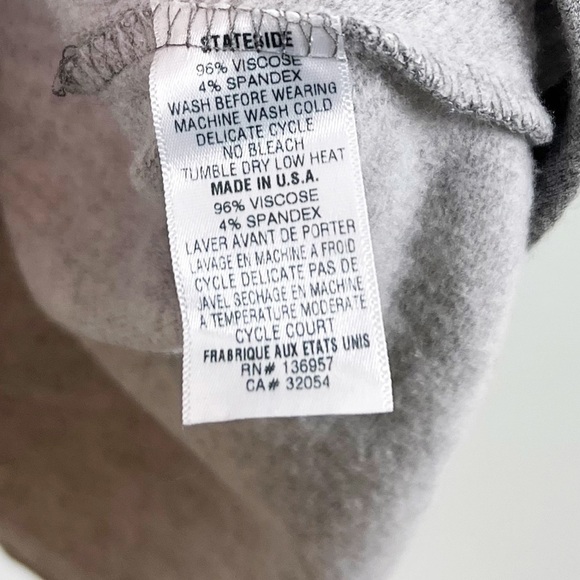 STATESIDE
96% VISCOSE
4% SPANDEX
WASH BEFORE WEARING
MACHINE WASH COLD
DELICATE CYCLE
NO BLEACH
TUMBLE DRY LOW HEAT
MADE IN U.S.A.
96% VISCOSE
4% SPANDEX
LAVER AVANT DE PORTER
LAVAGE EN MACHINE A FROID
CYCLE DELICATE PAS DE
JAVEL SECHAGE EN MACHINE
A TEMPERATURE MODERATE
CYCLE COURT
FRABRIQUE AUX ETATS UNIS
RN# 136957
CA# 32054